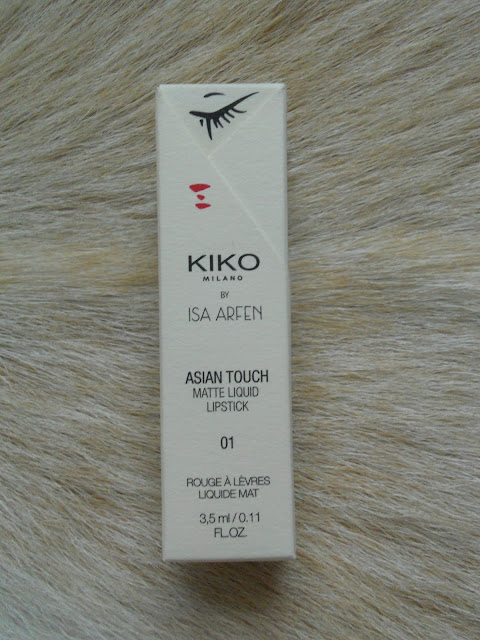 KIKO
MILANO
BY
ISA ARFEN
ASIAN TOUCH
MATTE LIQUID
LIPSTICK
01
ROUGE À LÈVRES
LIQUIDE MAT
3,5 ml / 0.11
FL.OZ.